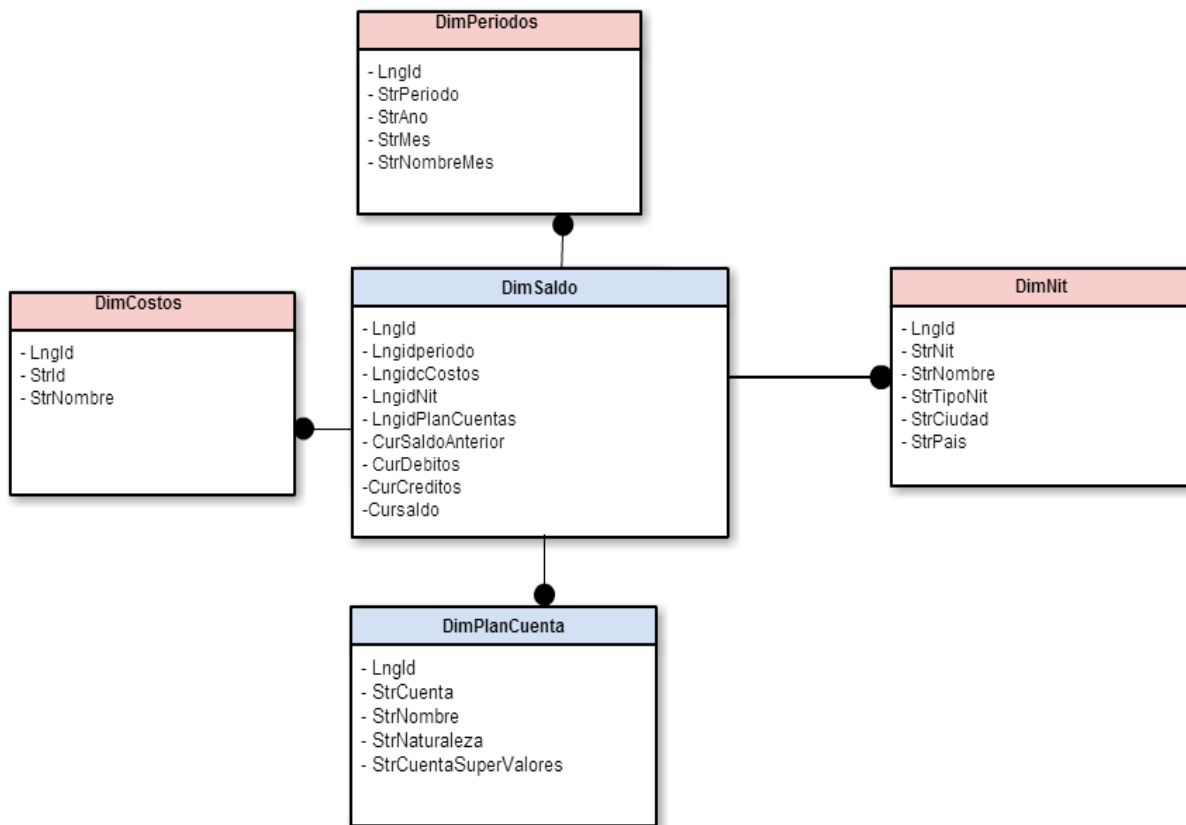 DimPeriodos
- LngId
- StrPeriodo
- StrAno
- StrMes
- StrNombreMes
DimCostos
- LngId
- StrId
- StrNombre
DimSaldo
- LngId
- Lngidperiodo
- LngidcCostos
- LngidNit
- LngidPlanCuentas
- CurSaldoAnterior
- CurDebitos
-CurCreditos
-Cursaldo
DimNit
- LngId
- StrNit
- StrNombre
- StrTipoNit
- StrCiudad
- StrPais
DimPlanCuenta
- LngId
- StrCuenta
- StrNombre
- StrNaturaleza
- StrCuentaSuperValores